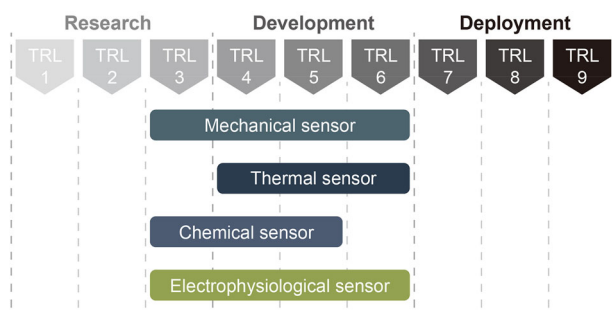 Research Development Deployment
TRL TRL TRL TRL TRL TRL TRL TRL TRL
1 2 3 4 5 6 7 8 9
Mechanical sensor
Thermal sensor
Chemical sensor
Electrophysiological sensor